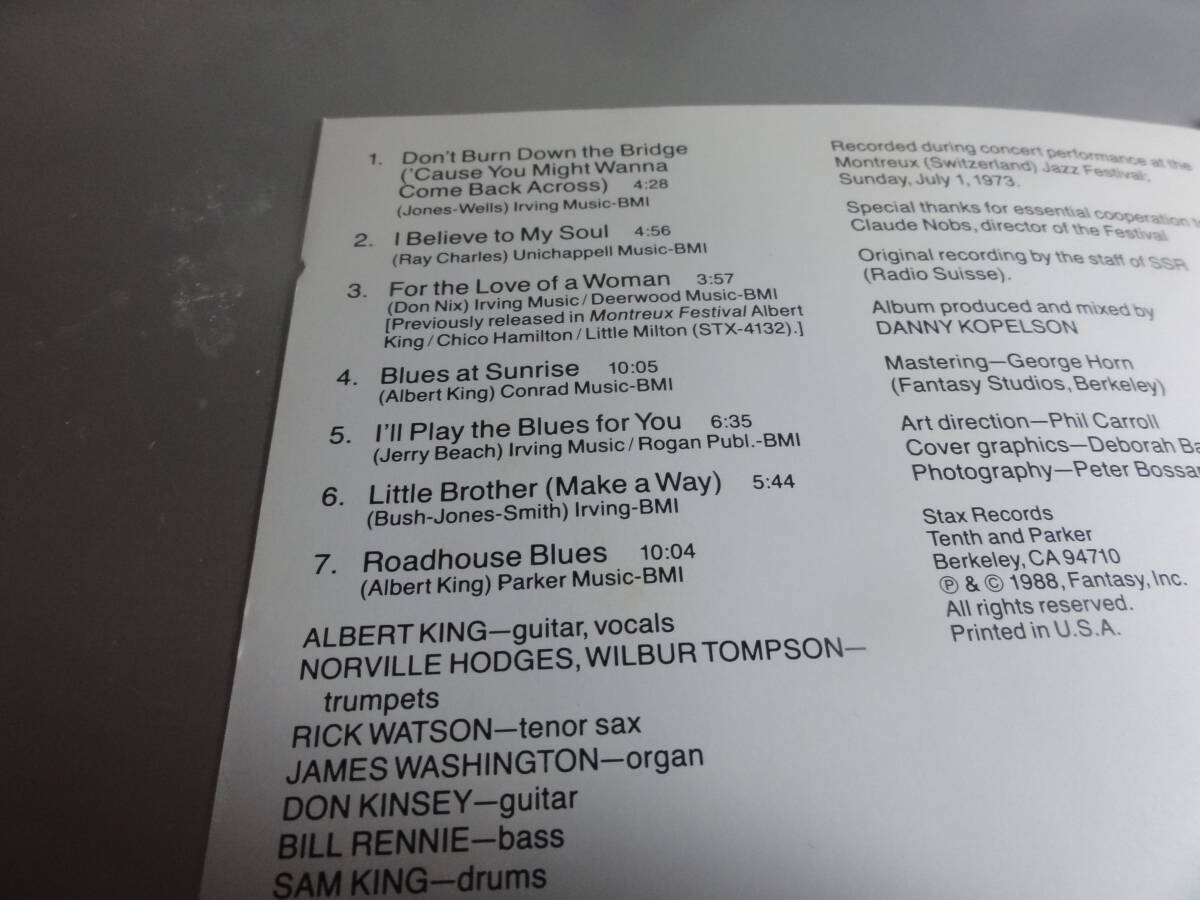 1. Don't Burn Down the Bridge
('Cause You Might Wanna
Come Back Across) 4:28
(Jones-Wells) Irving Music-BMI
2. I Believe to My Soul 4:56
(Ray Charles) Unichappell Music-BMI
3. For the Love of a Woman 3:57
(Don Nix) Irving Music/Deerwood Music-BMI
[Previously released in Montreux Festival Albert
King/Chico Hamilton/Little Milton (STX-4132).]
4. Blues at Sunrise 10:05
(Albert King) Conrad Music-BMI
5. I'll Play the Blues for You 6:35
(Jerry Beach) Irving Music/Rogan Publ.-BMI
6. Little Brother (Make a Way) 5:44
(Bush-Jones-Smith) Irving-BMI
7. Roadhouse Blues 10:04
(Albert King) Parker Music-BMI
ALBERT KING—guitar, vocals
NORVILLE HODGES, WILBUR TOMPSON—
trumpets
RICK WATSON—tenor sax
JAMES WASHINGTON—organ
DON KINSEY—guitar
BILL RENNIE—bass
SAM KING—drums
Recorded during concert performance at the
Montreux (Switzerland) Jazz Festival;
Sunday, July 1, 1973.
Special thanks for essential cooperation
Claude Nobs, director of the Festival
Original recording by the staff of SSR
(Radio Suisse).
Album produced and mixed by
DANNY KOPELSON
Mastering—George Horn
(Fantasy Studios, Berkeley)
Art direction—Phil Carroll
Cover graphics—Deborah
Photography—Peter
Stax Records
Tenth and Parker
Berkeley, CA 94710
℗ & © 1988, Fantasy, Inc.
All rights reserved.
Printed in U.S.A.